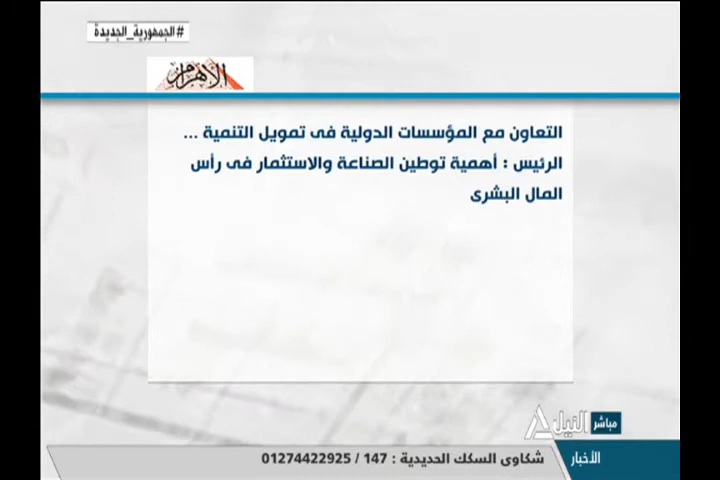 #الجمهورية_الجديدة
الاهرام
التعاون مع المؤسسات الدولية فى تمويل التنمية ...
الرئيس : أهمية توطين الصناعة والاستثمار فى رأس
المال البشرى
النيل مباشر
الأخبار
شكاوى السكك الحديدية : 147 / 01274422925